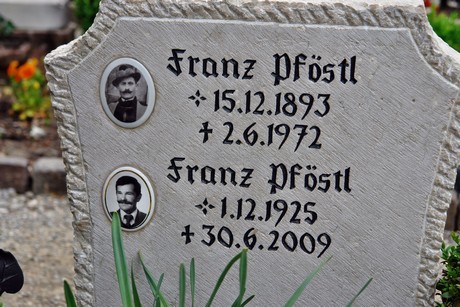 Franz Pföstl
✢ 15.12.1893
✝ 2.6.1972
Franz Pföstl
✢ 1.12.1925
✝ 30.6.2009